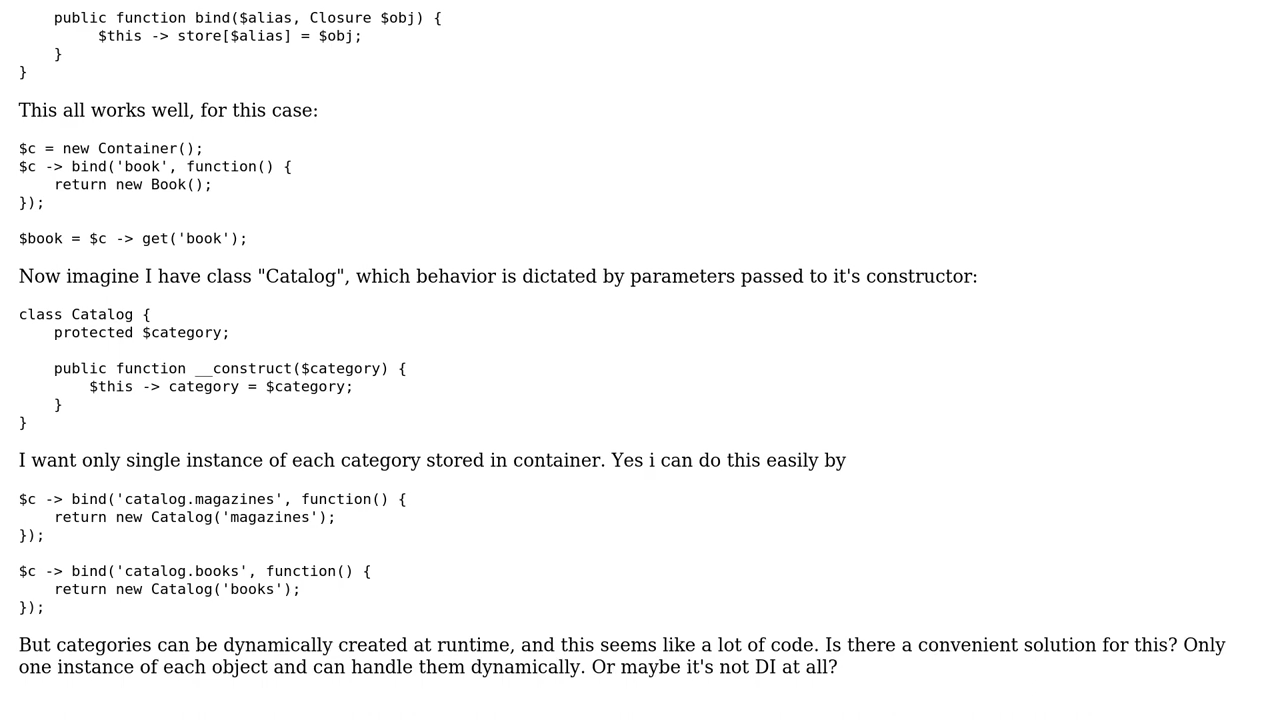 public function bind($alias, Closure $obj) {
         $this -> store[$alias] = $obj;
    }
}
This all works well, for this case:
$c = new Container();
$c -> bind('book', function() {
    return new Book();
});
$book = $c -> get('book');
Now imagine I have class "Catalog", which behavior is dictated by parameters passed to it's constructor:
class Catalog {
    protected $category;
    public function __construct($category) {
        $this -> category = $category;
    }
}
I want only single instance of each category stored in container. Yes i can do this easily by
$c -> bind('catalog.magazines', function() {
    return new Catalog('magazines');
});
$c -> bind('catalog.books', function() {
    return new Catalog('books');
});
But categories can be dynamically created at runtime, and this seems like a lot of code. Is there a convenient solution for this? Only
one instance of each object and can handle them dynamically. Or maybe it's not DI at all?